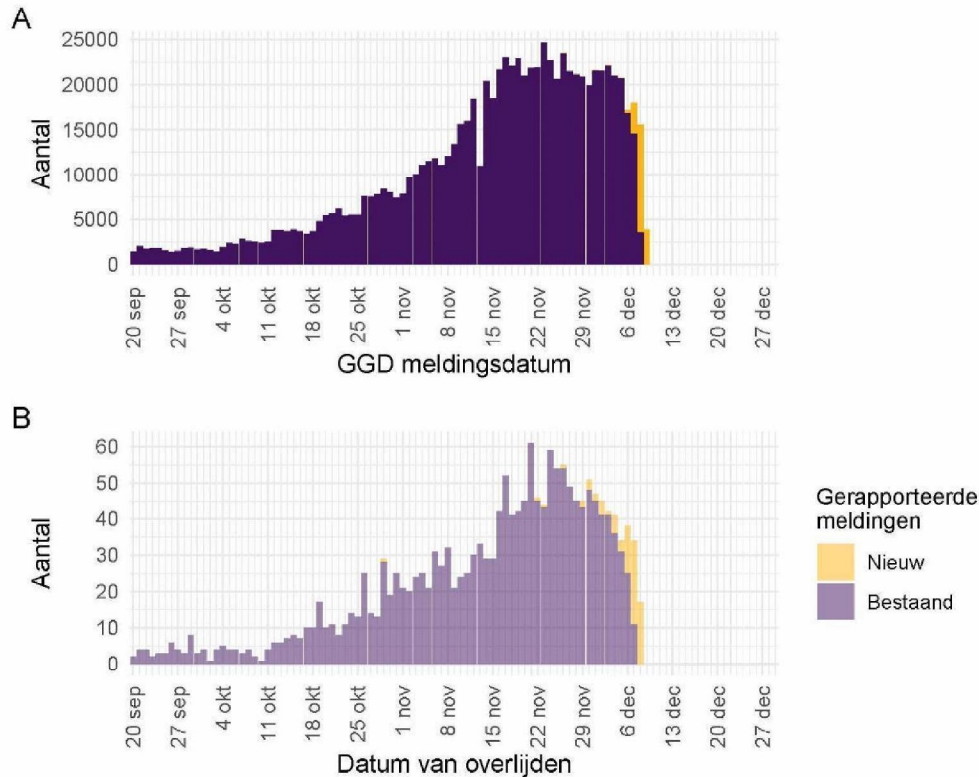 A
25000
20000
15000
10000
5000
0
Aantal
20 sep
27 sep
4 okt
11 okt
18 okt
25 okt
1 nov
8 nov
15 nov
22 nov
29 nov
6 dec
13 dec
20 dec
27 dec
GGD meldingsdatum
B
60
50
40
30
20
10
0
Aantal
20 sep
27 sep
4 okt
11 okt
18 okt
25 okt
1 nov
8 nov
15 nov
22 nov
29 nov
6 dec
13 dec
20 dec
27 dec
Datum van overlijden
Gerapporteerde
meldingen
Nieuw
Bestaand